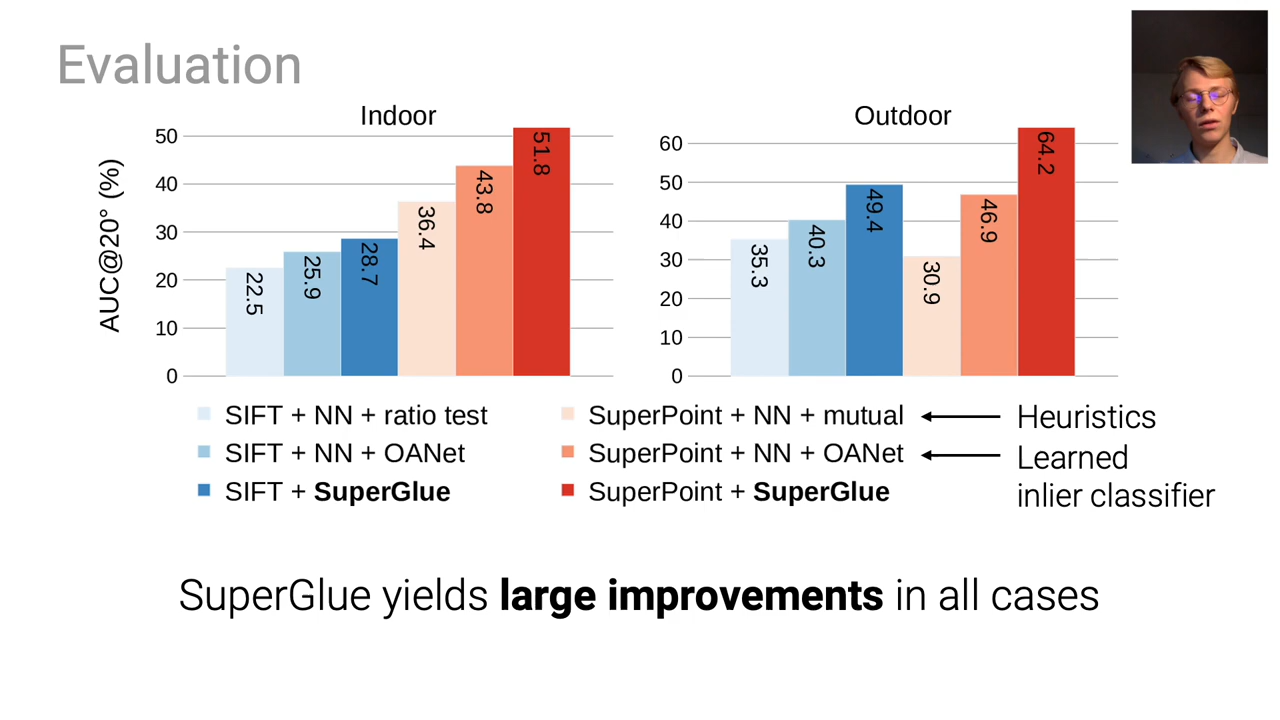 Evaluation
Indoor
AUC@20° (%)
50
40
30
20
10
0
22.5
25.9
28.7
36.4
43.8
51.8
Outdoor
60
50
40
30
20
10
0
35.3
40.3
49.4
30.9
46.9
64.2
SIFT + NN + ratio test
SIFT + NN + OANet
SIFT + SuperGlue
SuperPoint + NN + mutual
SuperPoint + NN + OANet
SuperPoint + SuperGlue
Heuristics
Learned
inlier classifier
SuperGlue yields large improvements in all cases